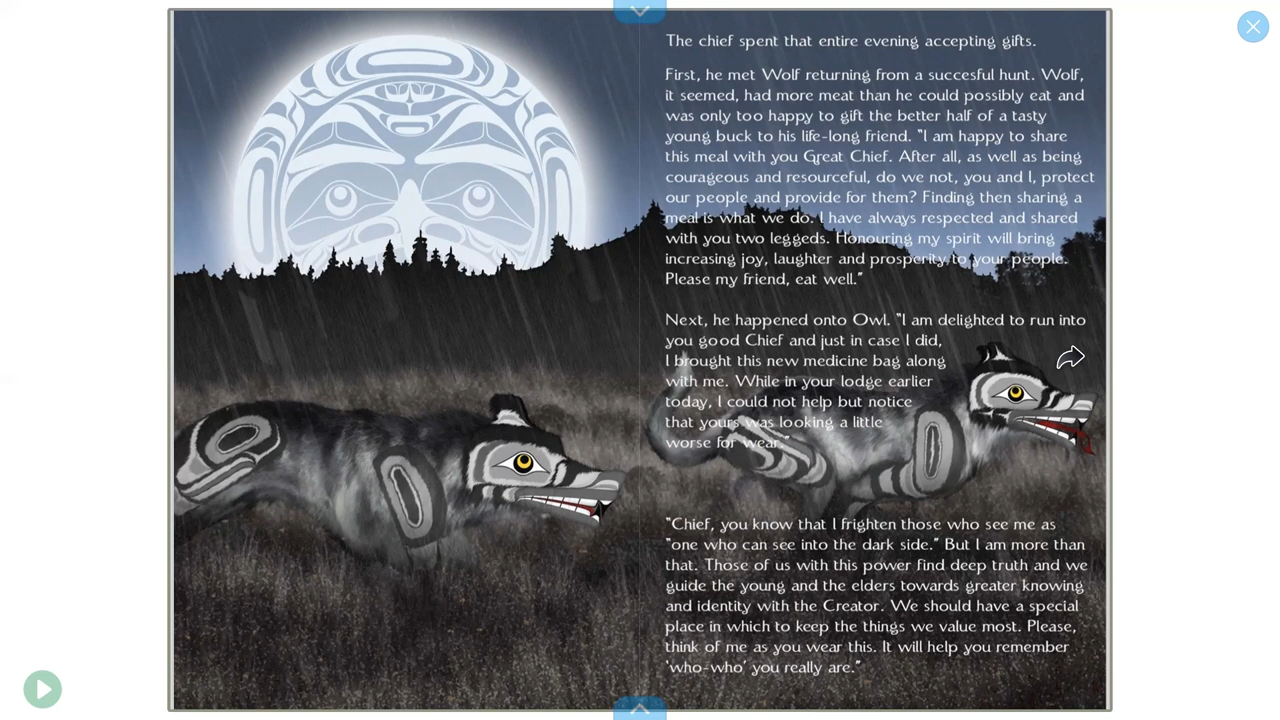 The chief spent that entire evening accepting gifts.
First, he met Wolf returning from a succesful hunt. Wolf,
it seemed, had more meat than he could possibly eat and
was only too happy to gift the better half of a tasty
young buck to his life-long friend. "I am happy to share
this meal with you Great Chief. After all, as well as being
courageous and resourceful, do we not, you and I, protect
our people and provide for them? Finding then sharing a
meal is what we do. I have always respected and shared
with you two leggeds. Honouring my spirit will bring
increasing joy, laughter and prosperity to your people.
Please my friend, eat well."
Next, he happened onto Owl. "I am delighted to run into
you good Chief and just in case I did,
I brought this new medicine bag along
with me. While in your lodge earlier
today, I could not help but notice
that yours was looking a little
worse for wear."
"Chief, you know that I frighten those who see me as
"one who can see into the dark side." But I am more than
that. Those of us with this power find deep truth and we
guide the young and the elders towards greater knowing
and identity with the Creator. We should have a special
place in which to keep the things we value most. Please,
think of me as you wear this. It will help you remember
'who-who' you really are."